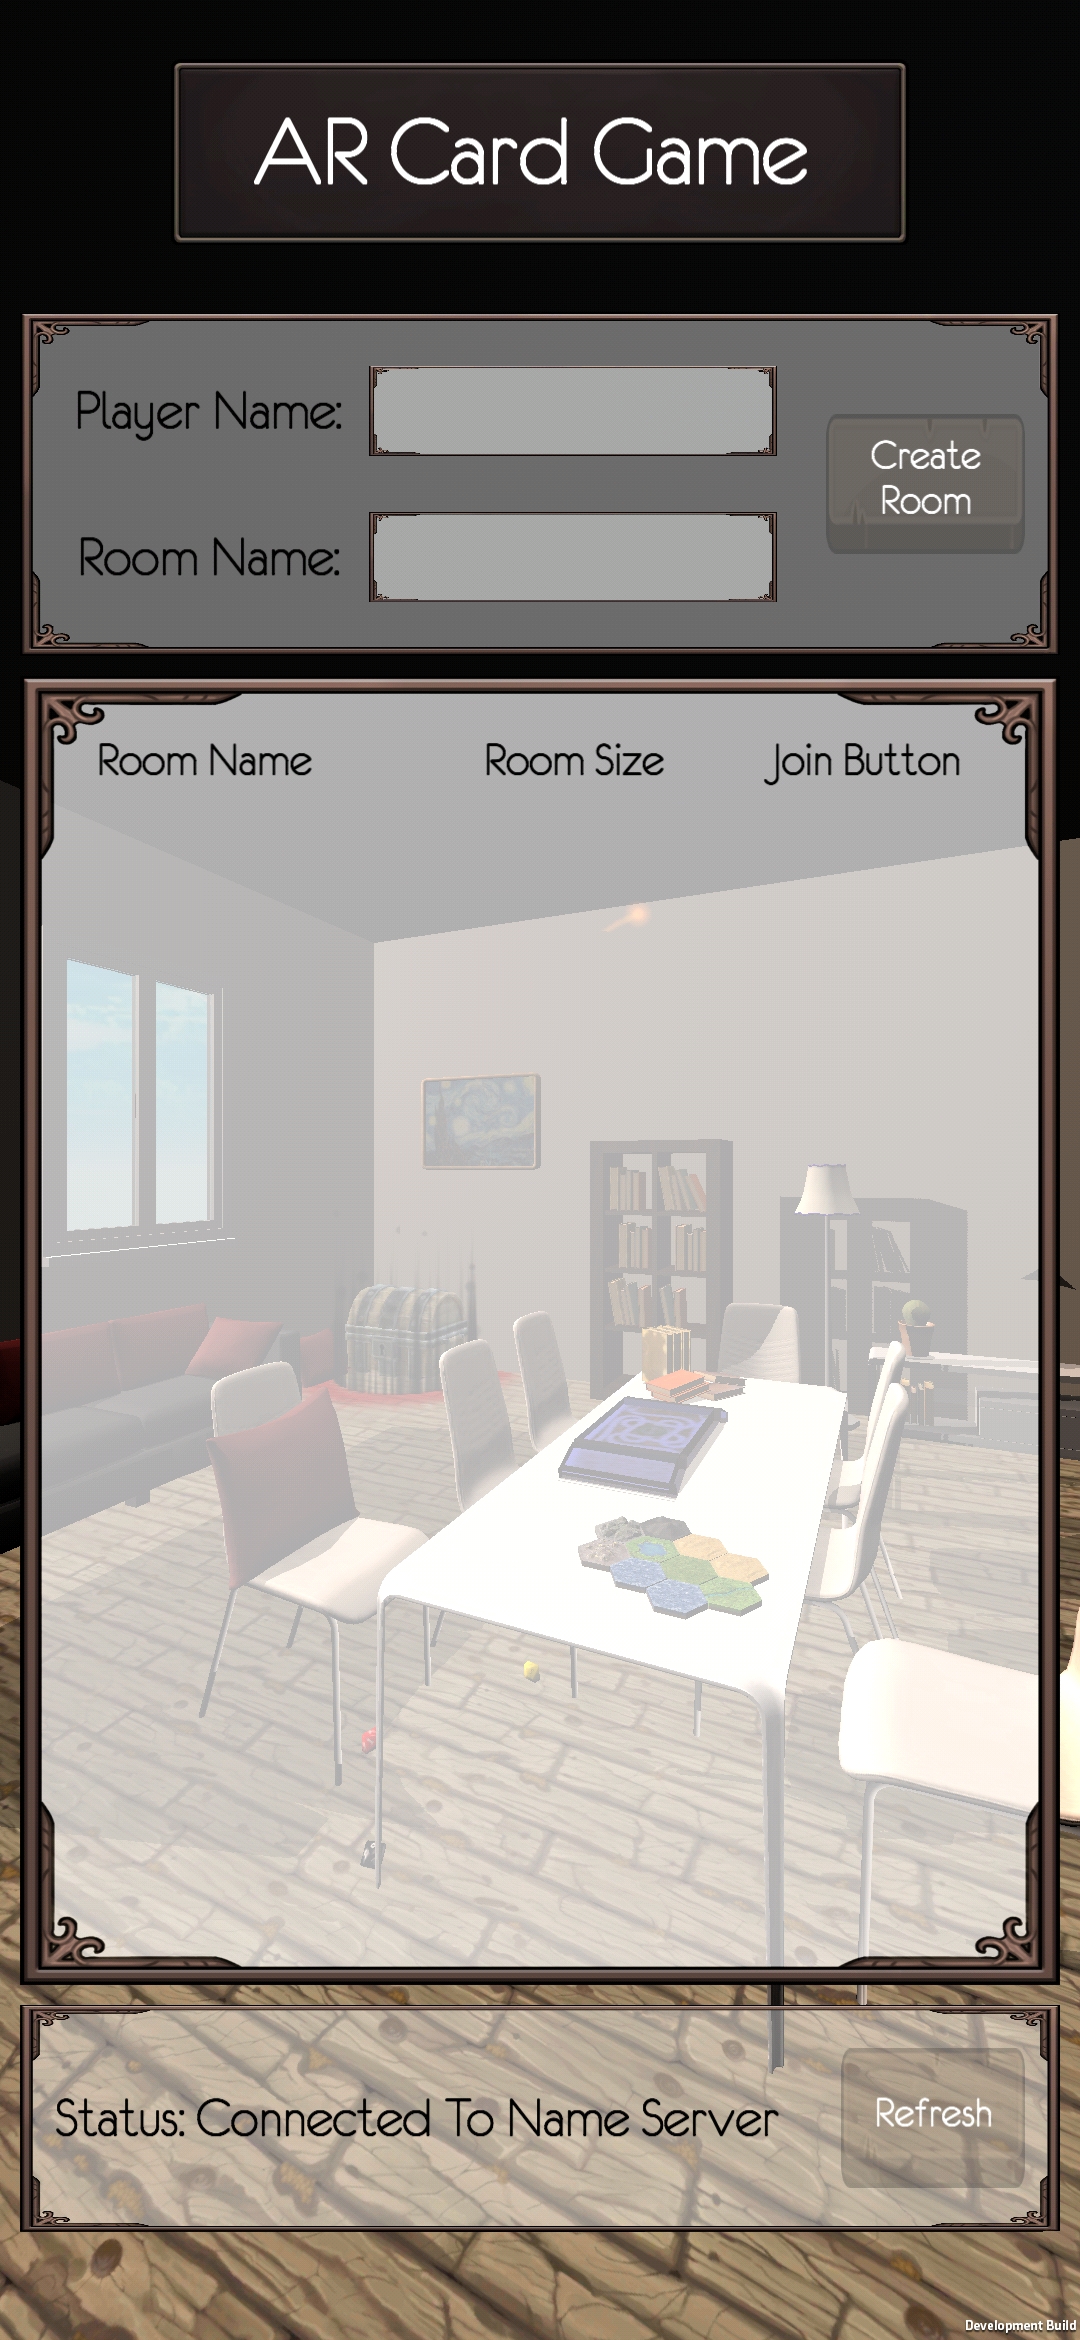 AR Card Game
Player Name:
Create
Room
Room Name:
Room Name Room Size Join Button
Status: Connected To Name Server
Refresh
Development Build